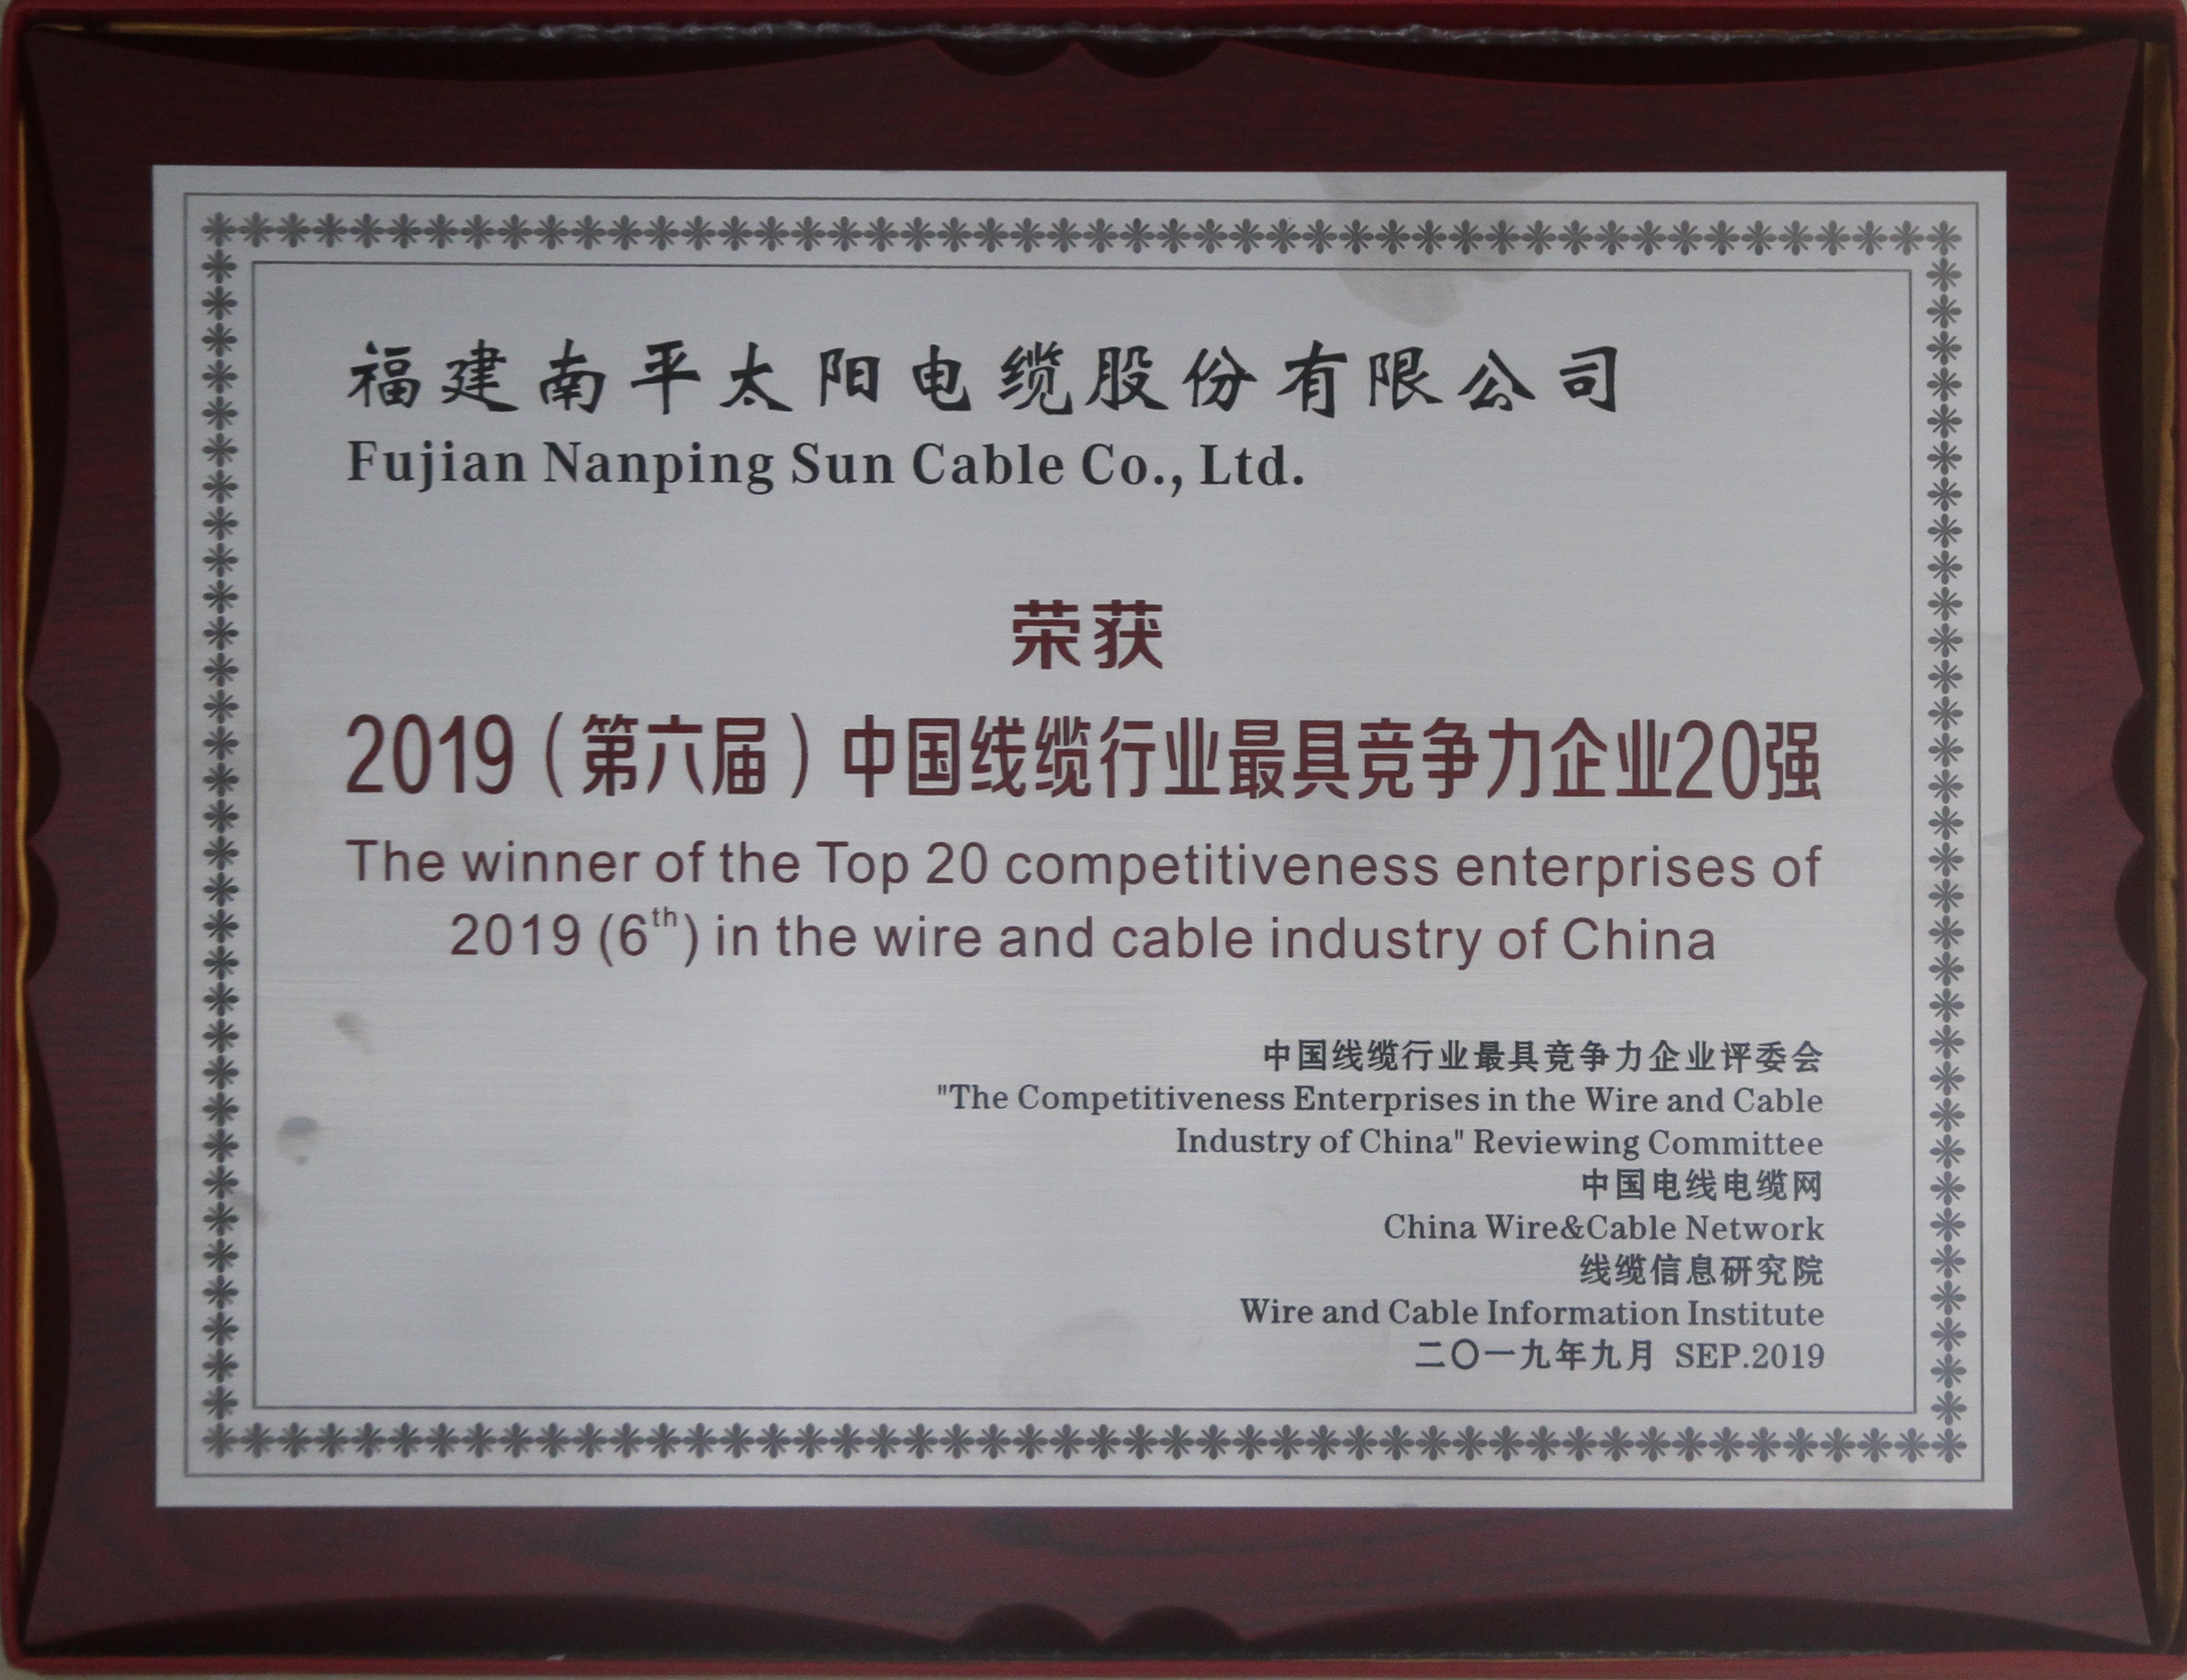 福建南平太阳电缆股份有限公司
Fujian Nanping Sun Cable Co., Ltd.
荣获
2019（第六届）中国线缆行业最具竞争力企业20强
The winner of the Top 20 competitiveness enterprises of
2019 (6th) in the wire and cable industry of China
中国线缆行业最具竞争力企业评委会
"The Competitiveness Enterprises in the Wire and Cable
Industry of China" Reviewing Committee
中国电线电缆网
China Wire&Cable Network
线缆信息研究院
Wire and Cable Information Institute
二〇一九年九月 SEP.2019